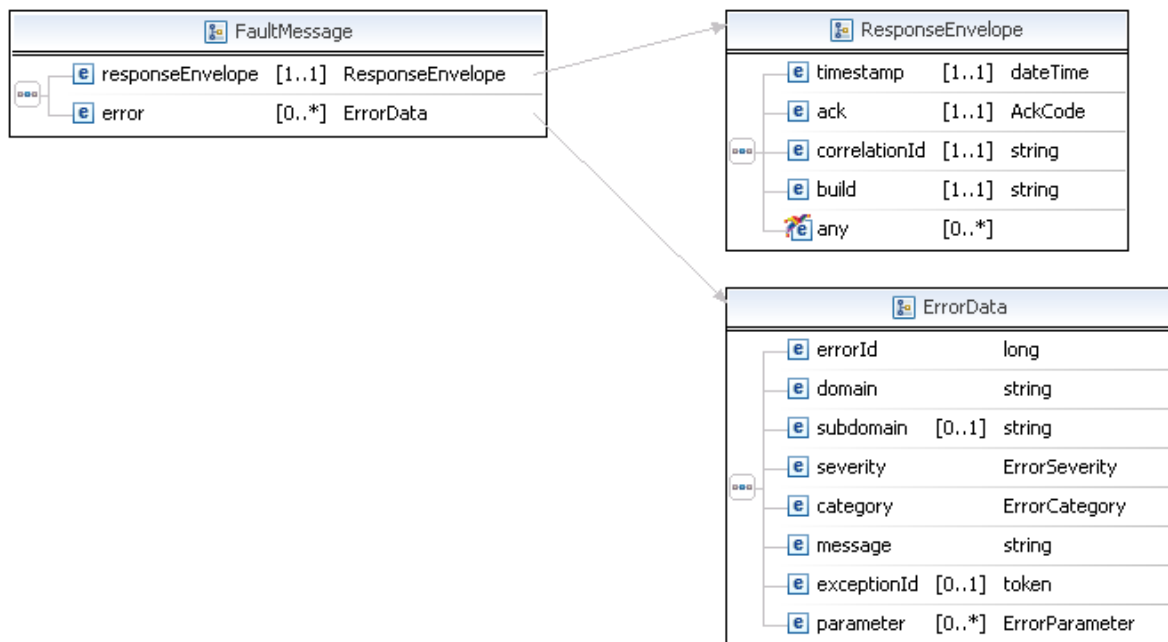 FaultMessage
responseEnvelope [1..1] ResponseEnvelope
error [0..*] ErrorData
ResponseEnvelope
timestamp [1..1] dateTime
ack [1..1] AckCode
correlationId [1..1] string
build [1..1] string
any [0..*]
ErrorData
errorId long
domain string
subdomain [0..1] string
severity ErrorSeverity
category ErrorCategory
message string
exceptionId [0..1] token
parameter [0..*] ErrorParameter